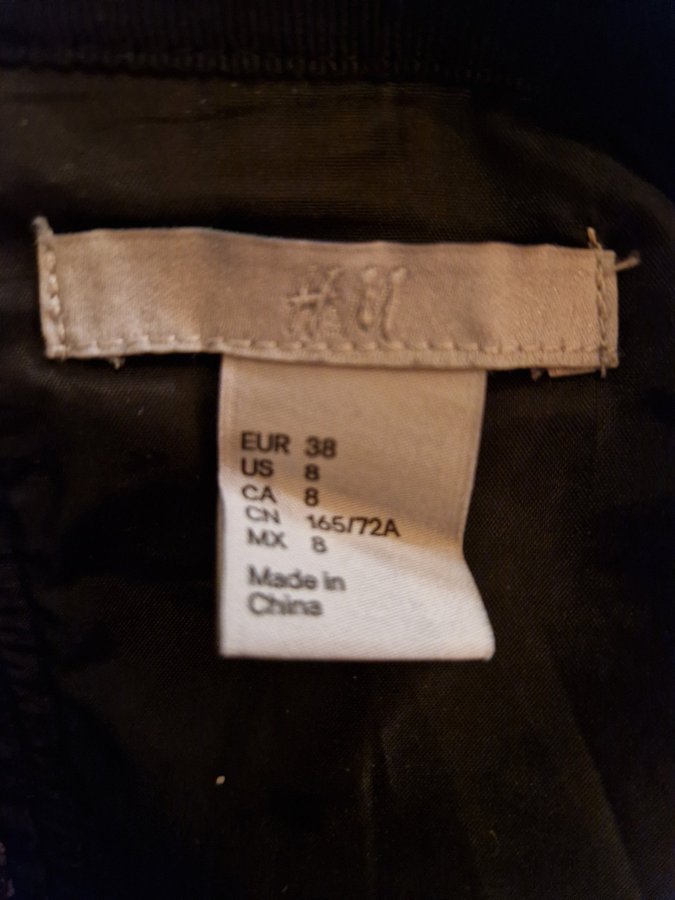 H&M
EUR 38
US 8
CA 8
CN 165/72A
MX 8
Made in
China